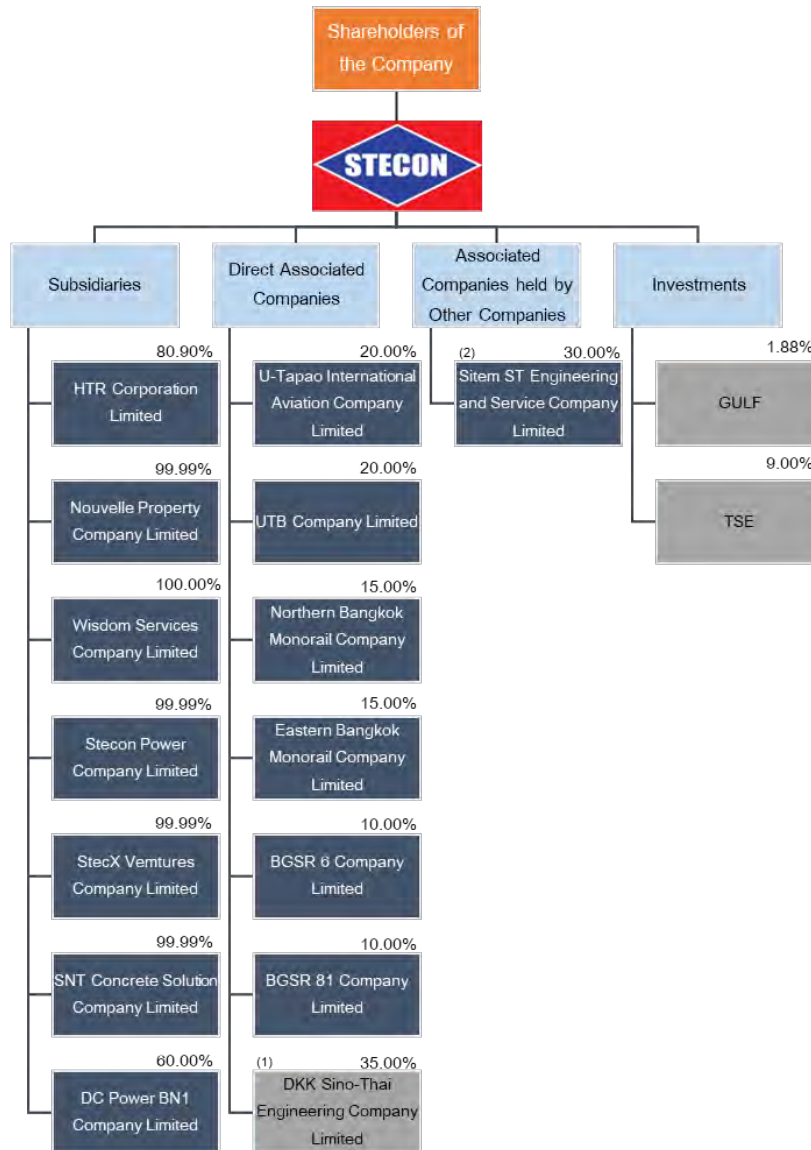 Shareholders of
the Company
STECON
Subsidiaries
Direct Associated
Companies
Associated
Companies held by
Other Companies
Investments
80.90%
HTR Corporation
Limited
99.99%
Nouvelle Property
Company Limited
100.00%
Wisdom Services
Company Limited
99.99%
Stecon Power
Company Limited
99.99%
StecX Vemtures
Company Limited
99.99%
SNT Concrete Solution
Company Limited
60.00%
DC Power BN1
Company Limited
20.00%
U-Tapao International
Aviation Company
Limited
20.00%
UTB Company Limited
15.00%
Northern Bangkok
Monorail Company
Limited
15.00%
Eastern Bangkok
Monorail Company
Limited
10.00%
BGSR 6 Company
Limited
10.00%
BGSR 81 Company
Limited
(1) 35.00%
DKK Sino-Thai
Engineering Company
Limited
(2) 30.00%
Sitem ST Engineering
and Service Company
Limited
1.88%
GULF
9.00%
TSE